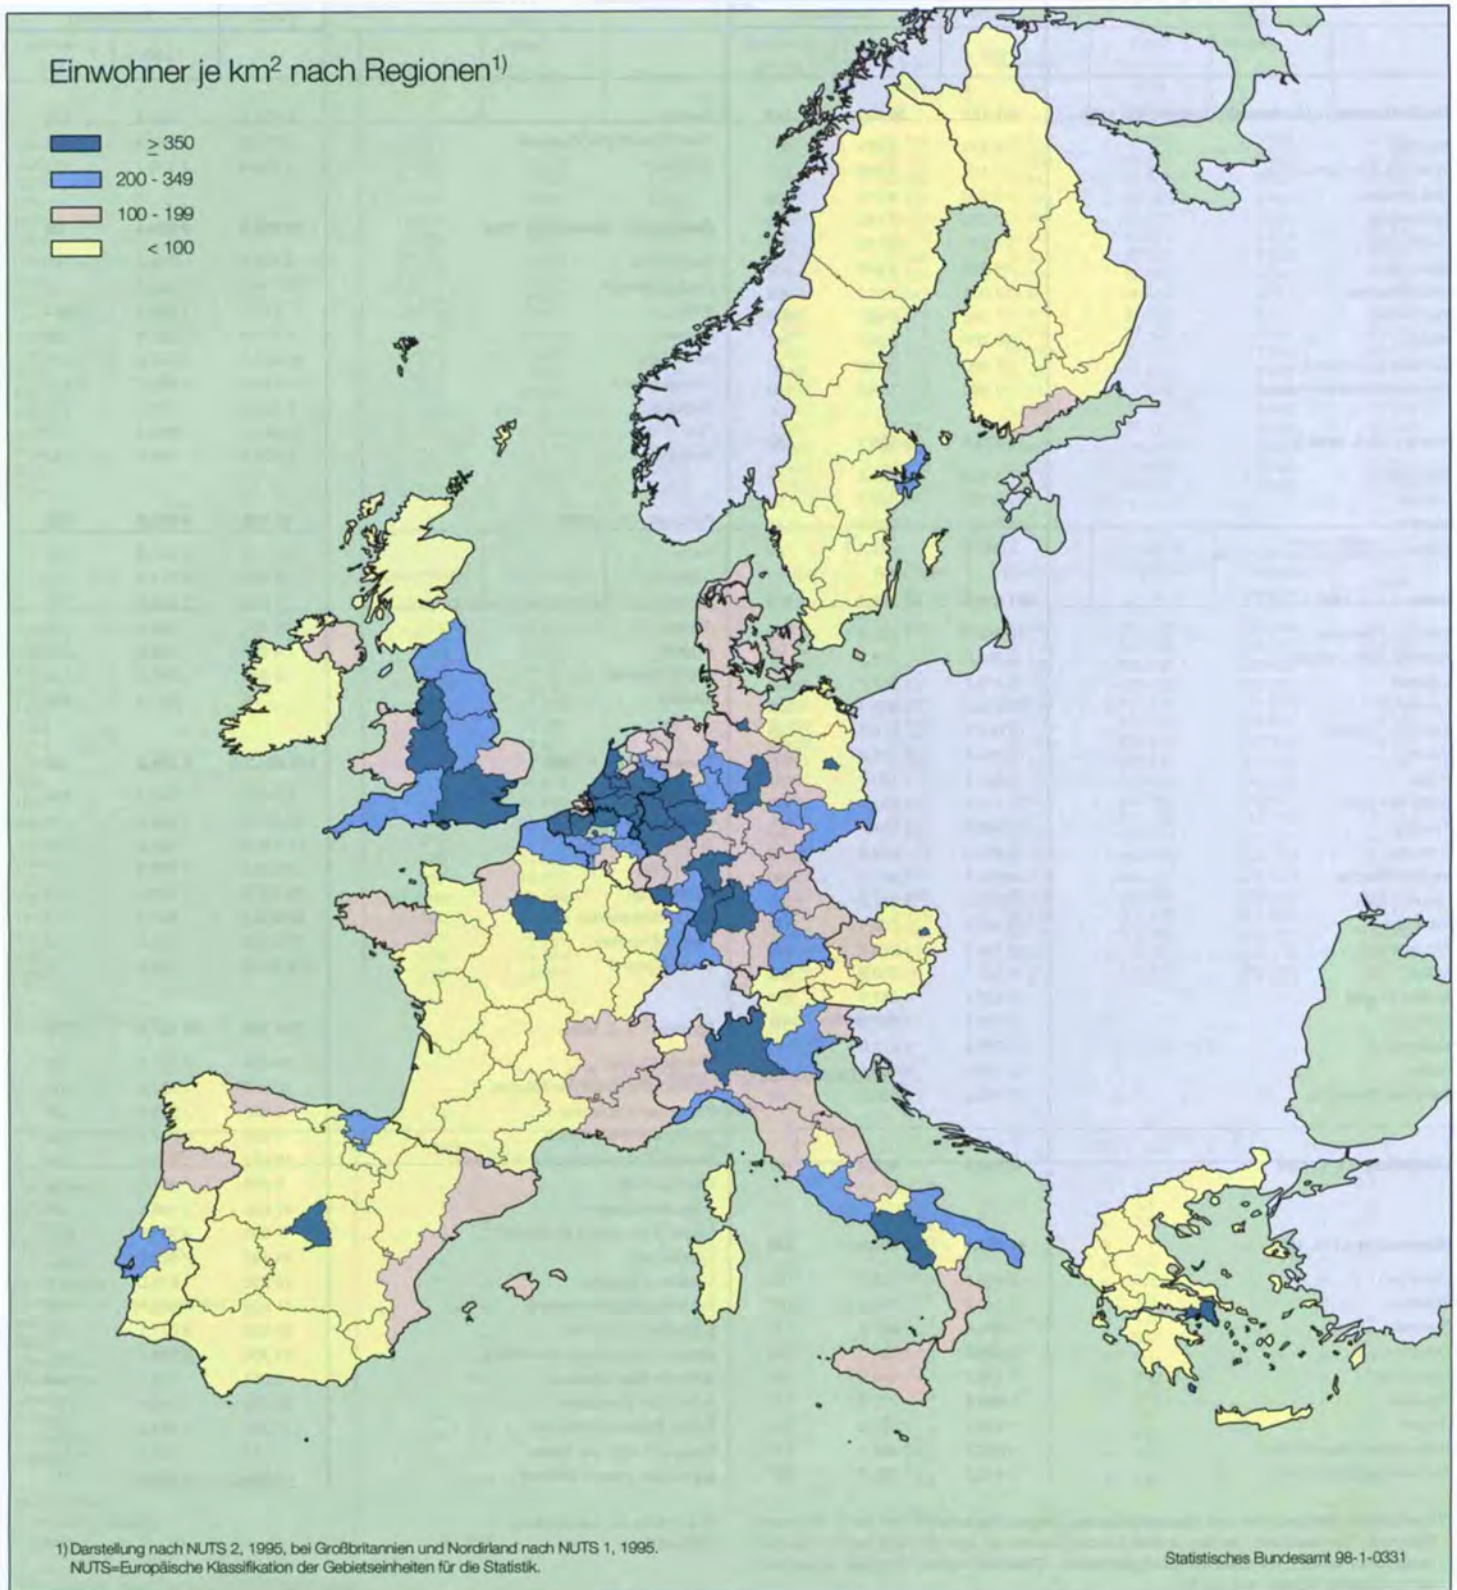 Einwohner je km² nach Regionen¹⁾
≥ 350
200 - 349
100 - 199
< 100
1) Darstellung nach NUTS 2, 1995, bei Großbritannien und Nordirland nach NUTS 1, 1995.
NUTS=Europäische Klassifikation der Gebietseinheiten für die Statistik.
Statistisches Bundesamt 98-1-0331